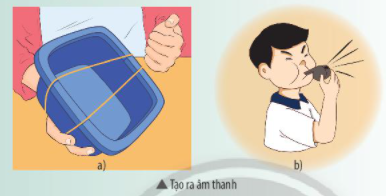 a)
b)
▲ Tạo ra âm thanh